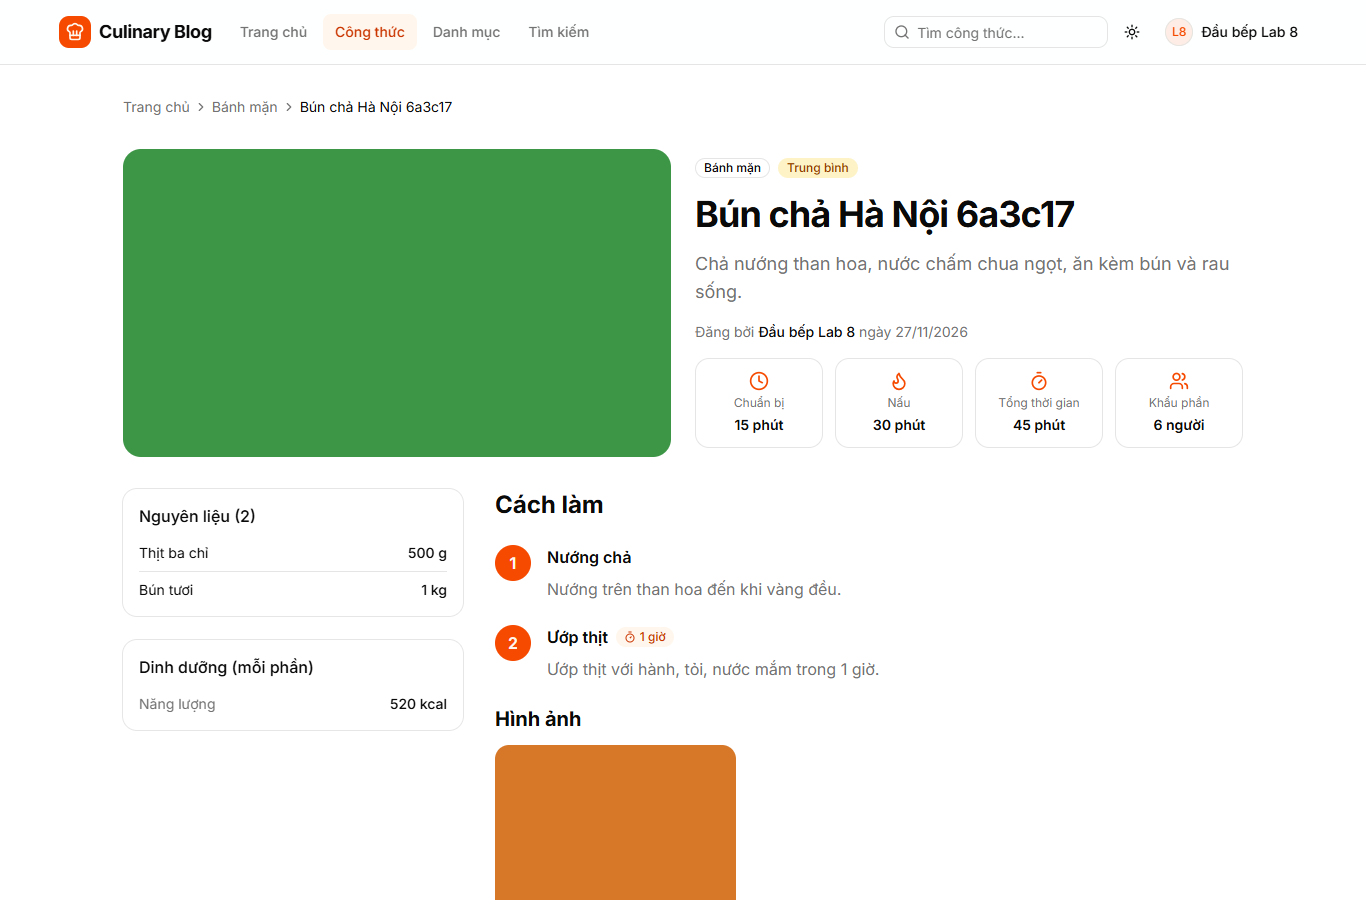 Culinary Blog
Trang chủ
Công thức
Danh mục
Tìm kiếm
Tìm công thức...
L8
Đầu bếp Lab 8
Trang chủ > Bánh mặn > Bún chả Hà Nội 6a3c17
Bánh mặn
Trung bình
Bún chả Hà Nội 6a3c17
Chả nướng than hoa, nước chấm chua ngọt, ăn kèm bún và rau
sống.
Đăng bởi Đầu bếp Lab 8 ngày 27/11/2026
Chuẩn bị
15 phút
Nấu
30 phút
Tổng thời gian
45 phút
Khẩu phần
6 người
Nguyên liệu (2)
Thịt ba chỉ 500 g
Bún tươi 1 kg
Dinh dưỡng (mỗi phần)
Năng lượng 520 kcal
Cách làm
1 Nướng chả
Nướng trên than hoa đến khi vàng đều.
2 Ướp thịt 1 giờ
Ướp thịt với hành, tỏi, nước mắm trong 1 giờ.
Hình ảnh